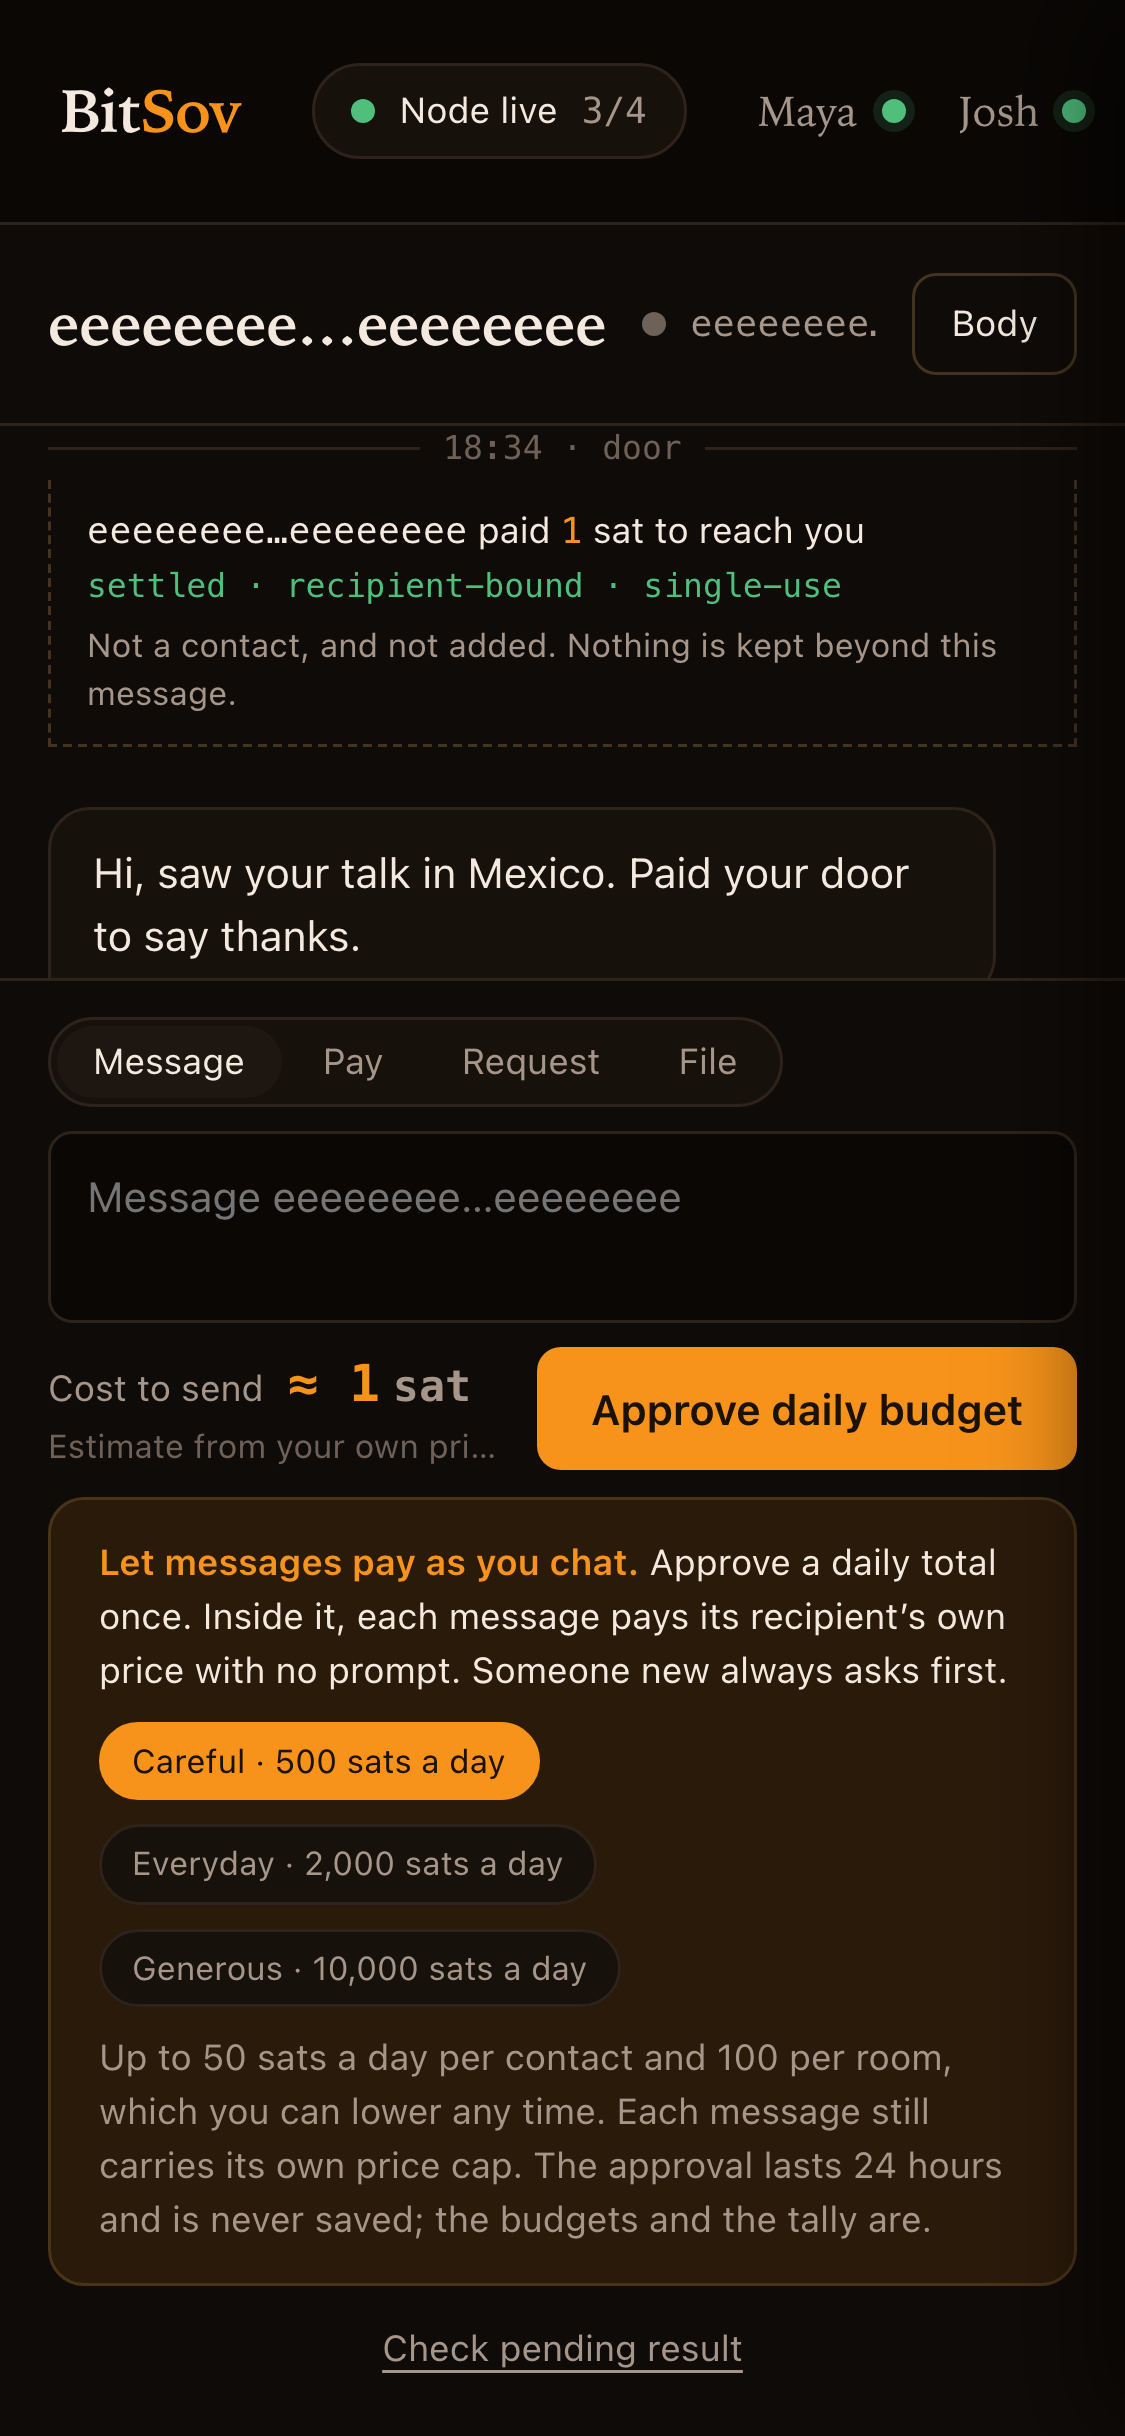 BitSov
Node live 3/4
Maya
Josh
eeeeeeee…eeeeeeee
eeeeeeee.
Body
18:34 · door
eeeeeeee…eeeeeeee paid 1 sat to reach you
settled · recipient–bound · single–use
Not a contact, and not added. Nothing is kept beyond this
message.
Hi, saw your talk in Mexico. Paid your door
to say thanks.
Message
Pay
Request
File
Message eeeeeeee…eeeeeeee
Cost to send ≈ 1 sat
Estimate from your own pri…
Approve daily budget
Let messages pay as you chat. Approve a daily total
once. Inside it, each message pays its recipient’s own
price with no prompt. Someone new always asks first.
Careful · 500 sats a day
Everyday · 2,000 sats a day
Generous · 10,000 sats a day
Up to 50 sats a day per contact and 100 per room,
which you can lower any time. Each message still
carries its own price cap. The approval lasts 24 hours
and is never saved; the budgets and the tally are.
Check pending result